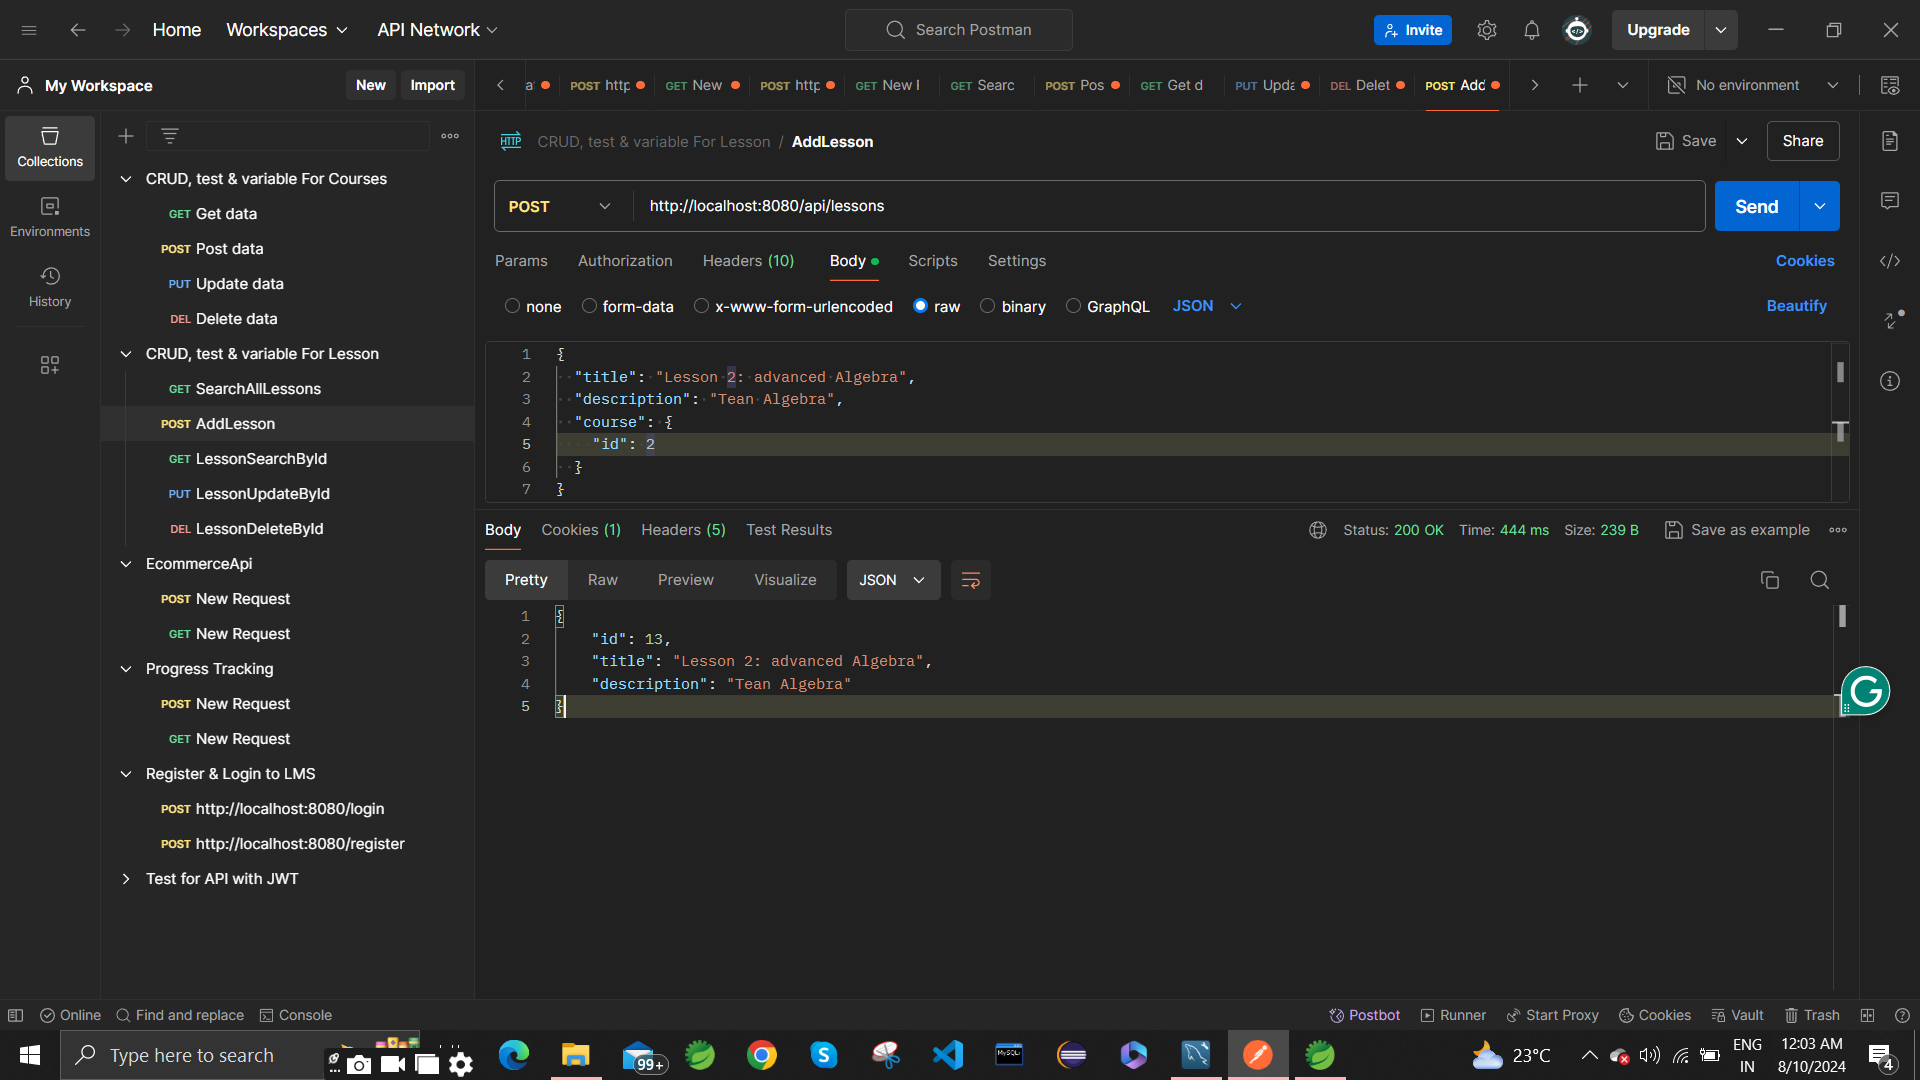 Home Workspaces API Network Search Postman Invite Upgrade
My Workspace New Import
POST http GET New POST http GET New GET Searc POST Pos GET Get d PUT Upda DEL Delet POST Add No environment
Collections
Environments
History
CRUD, test & variable For Courses
GET Get data
POST Post data
PUT Update data
DEL Delete data
CRUD, test & variable For Lesson
GET SearchAllLessons
POST AddLesson
GET LessonSearchById
PUT LessonUpdateById
DEL LessonDeleteById
EcommerceApi
POST New Request
GET New Request
Progress Tracking
POST New Request
GET New Request
Register & Login to LMS
POST http://localhost:8080/login
POST http://localhost:8080/register
Test for API with JWT
HTTP CRUD, test & variable For Lesson / AddLesson Save Share
POST http://localhost:8080/api/lessons Send
Params Authorization Headers (10) Body Scripts Settings Cookies
none form-data x-www-form-urlencoded raw binary GraphQL JSON Beautify
1 {
2 "title": "Lesson 2: advanced Algebra",
3 "description": "Tean Algebra",
4 "course": {
5 "id": 2
6 }
7 }
Body Cookies (1) Headers (5) Test Results Status: 200 OK Time: 444 ms Size: 239 B Save as example
Pretty Raw Preview Visualize JSON
1 {
2 "id": 13,
3 "title": "Lesson 2: advanced Algebra",
4 "description": "Tean Algebra"
5 }
G
Online Find and replace Console Postbot Runner Start Proxy Cookies Vault Trash
Type here to search 99+ MySQL 23°C ENG 12:03 AM
IN 8/10/2024 4